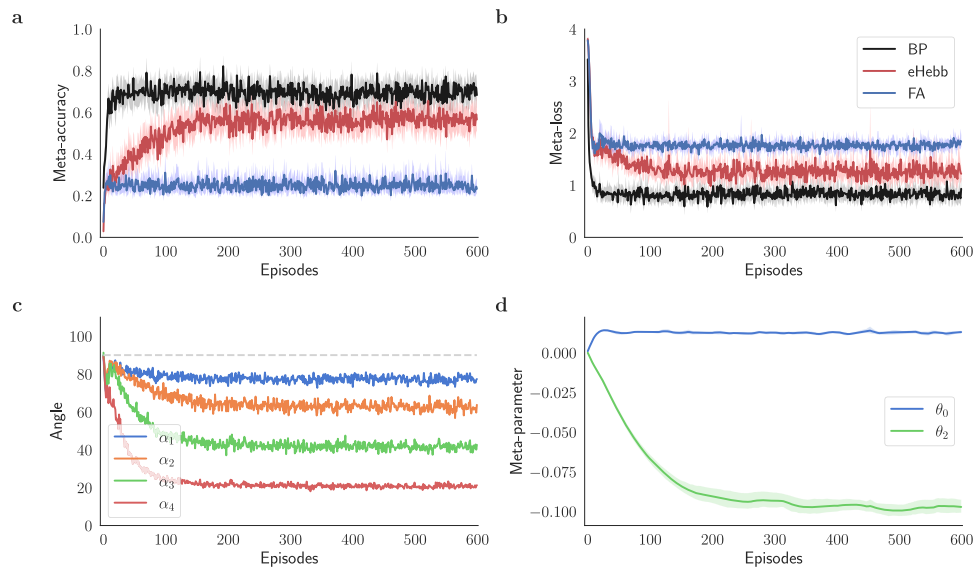 a
1.0
0.8
0.6
0.4
0.2
0.0
Meta-accuracy
0 100 200 300 400 500 600
Episodes
b
4
3
2
1
0
Meta-loss
BP
eHebb
FA
0 100 200 300 400 500 600
Episodes
c
100
80
60
40
20
0
Angle
α₁
α₂
α₃
α₄
0 100 200 300 400 500 600
Episodes
d
0.000
−0.025
−0.050
−0.075
−0.100
Meta-parameter
θ₀
θ₂
0 100 200 300 400 500 600
Episodes